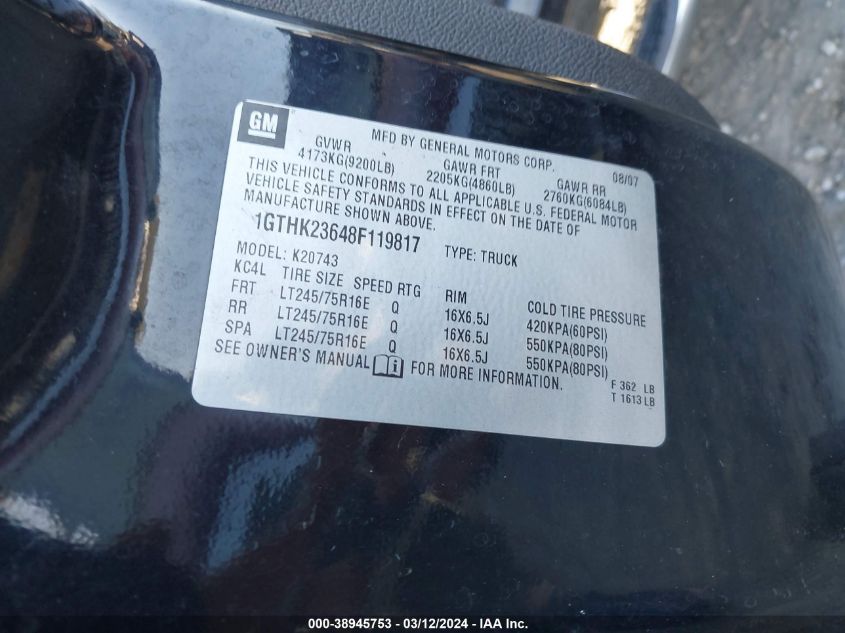 GM
MFD BY GENERAL MOTORS CORP. 08/07
GVWR GAWR FRT GAWR RR
4173KG(9200LB) 2205KG(4860LB) 2760KG(6084LB)
THIS VEHICLE CONFORMS TO ALL APPLICABLE U.S. FEDERAL MOTOR
VEHICLE SAFETY STANDARDS IN EFFECT ON THE DATE OF
MANUFACTURE SHOWN ABOVE.
1GTHK23648F119817 TYPE: TRUCK
MODEL: K20743
KC4L TIRE SIZE SPEED RTG RIM COLD TIRE PRESSURE
FRT LT245/75R16E Q 16X6.5J 420KPA(60PSI)
RR LT245/75R16E Q 16X6.5J 550KPA(80PSI)
SPA LT245/75R16E Q 16X6.5J 550KPA(80PSI)
SEE OWNER'S MANUAL i FOR MORE INFORMATION.
F 362 LB
T 1613 LB
000-38945753 - 03/12/2024 - IAA Inc.